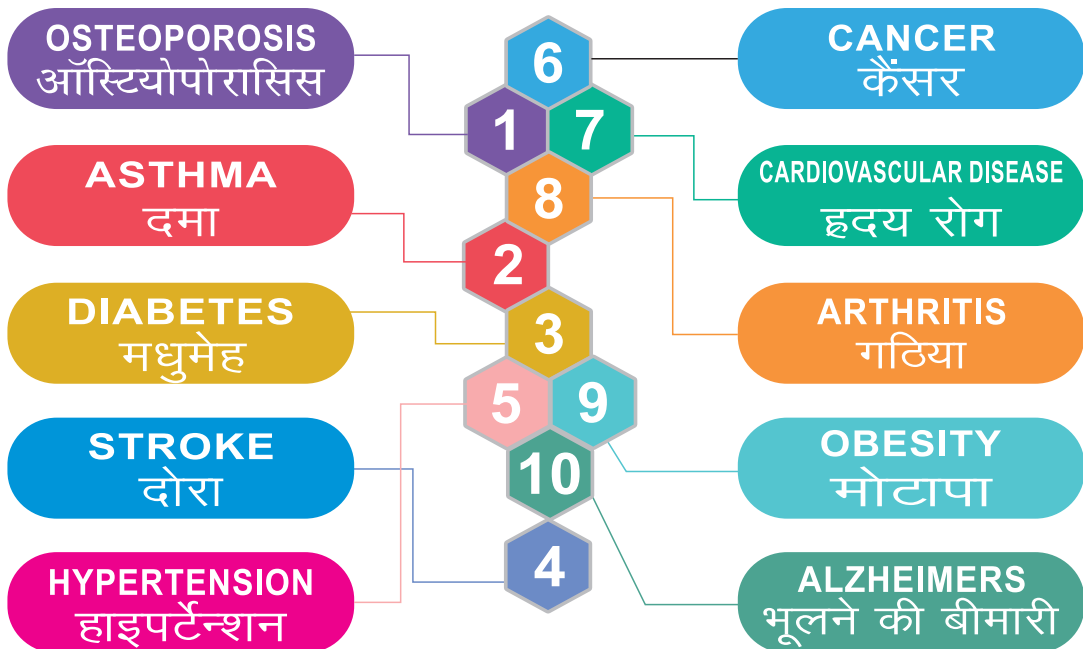 OSTEOPOROSIS
ऑस्टियोपोरासिस
ASTHMA
दमा
DIABETES
मधुमेह
STROKE
दोरा
HYPERTENSION
हाइपर्टेन्शन
6
1
7
8
2
3
5
9
10
4
CANCER
कैंसर
CARDIOVASCULAR DISEASE
ह्रदय रोग
ARTHRITIS
गठिया
OBESITY
मोटापा
ALZHEIMERS
भूलने की बीमारी